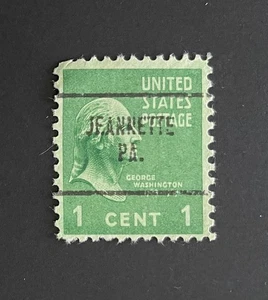 UNITED
STATES
POSTAGE
JEANNETTE
PA.
GEORGE
WASHINGTON
1 CENT 1